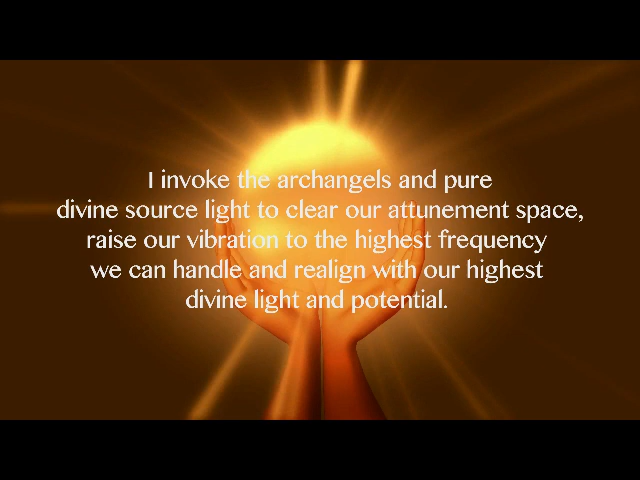 I invoke the archangels and pure
divine source light to clear our attunement space,
raise our vibration to the highest frequency
we can handle and realign with our highest
divine light and potential.